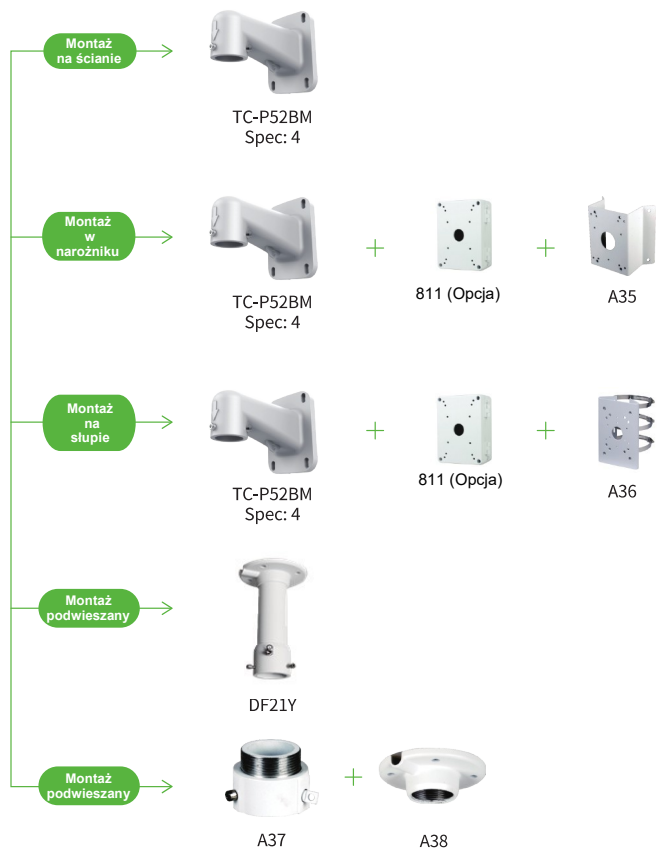 Montaż
na ścianie
TC-P52BM
Spec: 4
Montaż
w
narożniku
TC-P52BM
Spec: 4
+
811 (Opcja)
+
A35
Montaż
na
słupie
TC-P52BM
Spec: 4
+
811 (Opcja)
+
A36
Montaż
podwieszany
DF21Y
Montaż
podwieszany
A37
+
A38